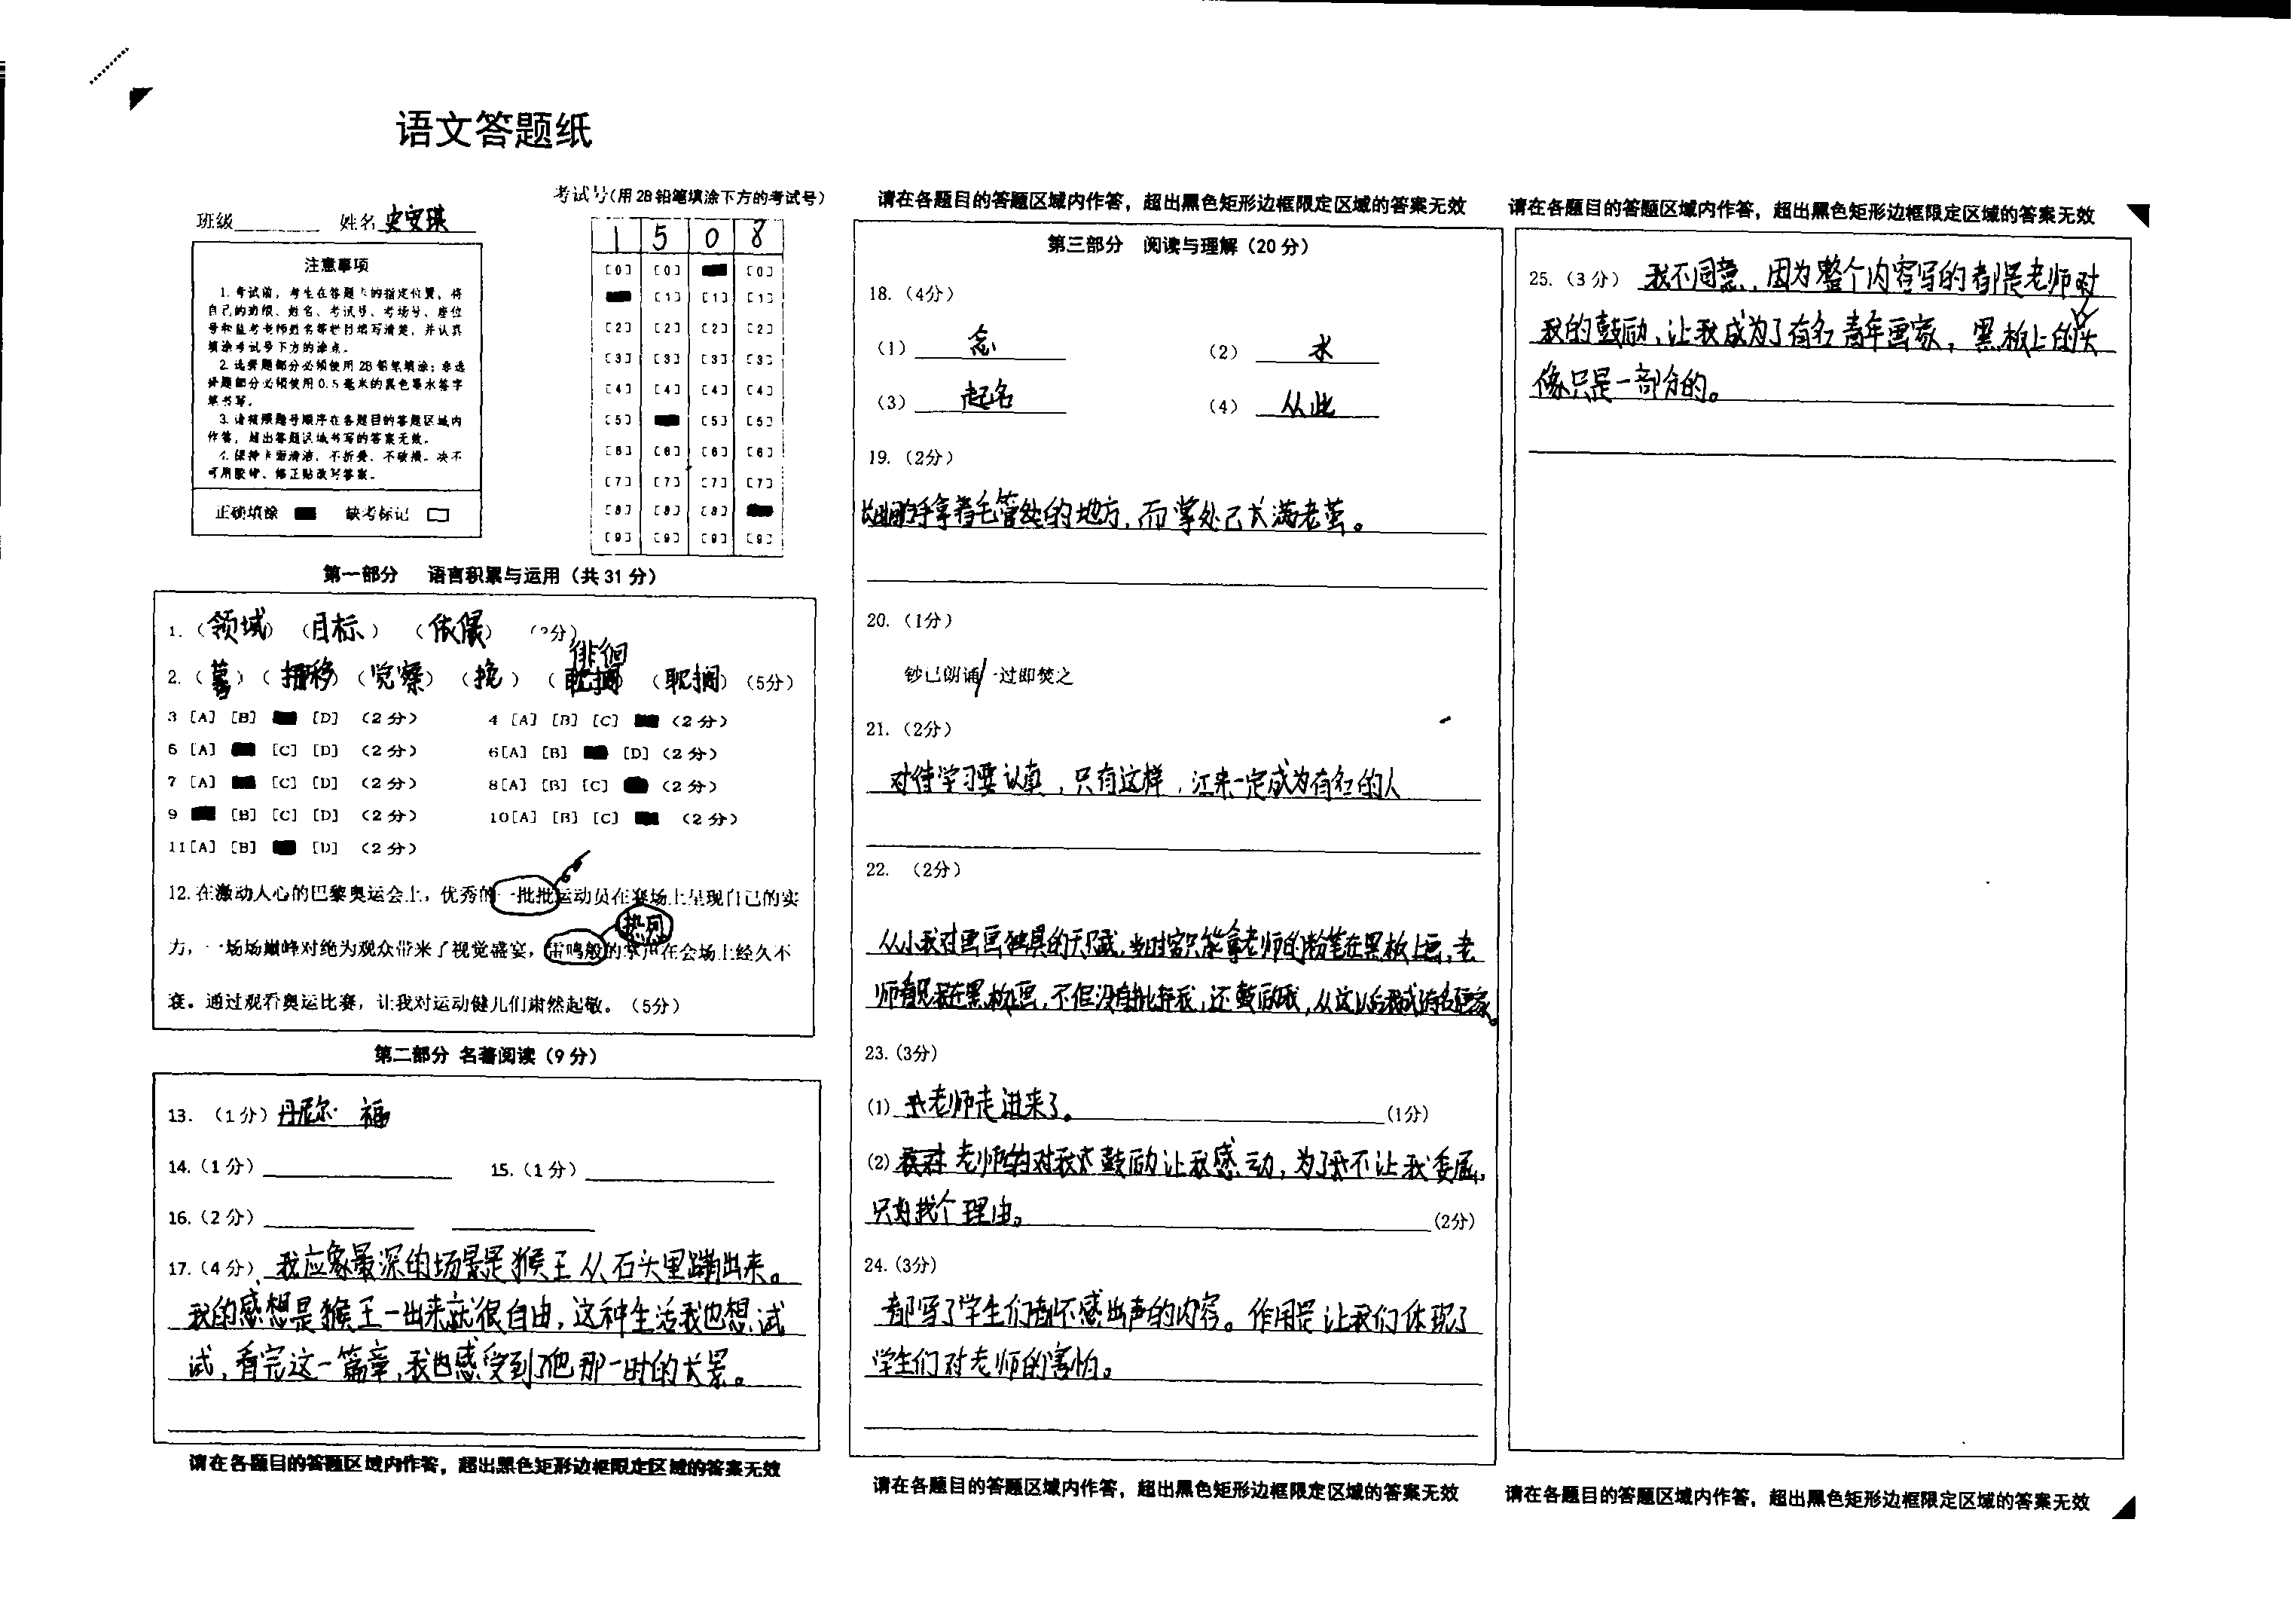 语文答题纸
班级 姓名 史安琪
考试号(用2B铅笔填涂下方的考试号)
1 5 0 8
[0] [0] [0]
[1] [1] [1]
[2] [2] [2] [2]
[3] [3] [3] [3]
[4] [4] [4] [4]
[5] [5] [5]
[6] [6] [6] [6]
[7] [7] [7] [7]
[8] [8] [8]
[9] [9] [9] [9]
注意事项
1. 考试前,考生在答题卡的指定位置,将
自己的班级、姓名、考试号、考场号、座位
号和监考老师姓名等栏目填写清楚,并认真
填涂考试号下方的涂点。
2. 选择题部分必须使用2B铅笔填涂;非选
择题部分必须使用0.5毫米的黑色墨水签字
笔书写。
3. 请按照题号顺序在各题目的答题区域内
作答,超出答题区域书写的答案无效。
4. 保持卡面清洁,不折叠、不破损。决不
可用胶带、修正贴改写答案。
正确填涂 缺考标记
第一部分 语言积累与运用(共31分)
1.(领域)(目标)(依偎)
徘徊
2.( )( )( )(挽)( )(耽搁)(5分)
3 [A] [B] [D] (2分) 4 [A] [B] [C] (2分)
5 [A] [C] [D] (2分) 6[A] [B] [D] (2分)
7 [A] [C] [D] (2分) 8[A] [B] [C] (2分)
9 [B] [C] [D] (2分) 10[A] [B] [C] (2分)
11[A] [B] [D] (2分)
12.在激动人心的巴黎奥运会上,优秀的一批批运动员在赛场上呈现自己的实
热烈
力,一场场巅峰对绝为观众带来了视觉盛宴,雷鸣般的掌声在会场上经久不
衰。通过观看奥运比赛,让我对运动健儿们肃然起敬。(5分)
第二部分 名著阅读(9分)
13.(1分)丹尼尔· 福
14.(1分) 15.(1分)
16.(2分)
17.(4分)我应象最深的场景是猴王从石头里蹦出来。
我的感想是猴王一出来就很自由,这种生活我也想试
试,看完这一篇章,我也感受到了他那一时的 景。
请在各题目的答题区域内作答,超出黑色矩形边框限定区域的答案无效
请在各题目的答题区域内作答,超出黑色矩形边框限定区域的答案无效
第三部分 阅读与理解(20分)
18.(4分)
(1) 念 (2) 水
(3) 起名 (4) 从此
19.(2分)
手拿着毛管 的地方,而掌处已长满老茧。
20.(1分)
钞已朗诵/一过即焚之
21.(2分)
对待学习要认真,只有这样,江来一定成为有名的人
22. (2分)
从小我对画画独具的天赋,当时 只能拿老师的粉笔在黑板上画,老
师看见我在黑板画,不但没有批评我,还鼓励我,从这以后我成 有名画家。
23.(3分)
(1) 老师走进来了。 (1分)
(2) 老师的对我 鼓励让我感动,为了 不让我委屈,
只好找个理由。 (2分)
24.(3分)
都写了学生们都不感出声的内容。作用是让我们体现了
学生们对老师的害怕。
请在各题目的答题区域内作答,超出黑色矩形边框限定区域的答案无效
请在各题目的答题区域内作答,超出黑色矩形边框限定区域的答案无效
25.(3分) 我不同意,因为整个内容写的都是老师对
我的鼓励,让我成为了有名青年画家,黑板上的头
像只是一部分的。
请在各题目的答题区域内作答,超出黑色矩形边框限定区域的答案无效